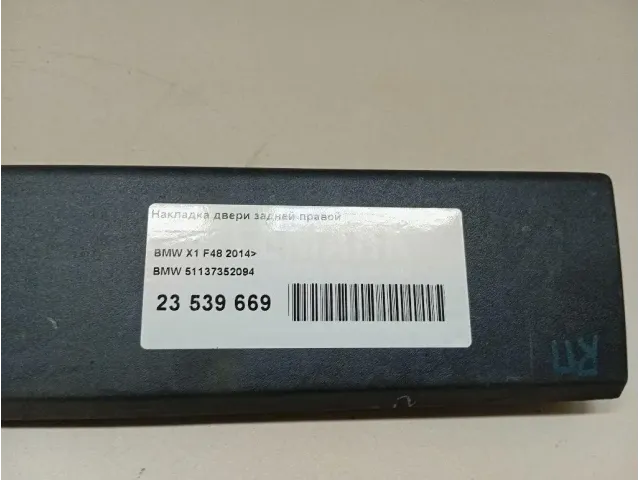 Накладка двери задней правой
BMW X1 F48 2014>
BMW 51137352094
23 539 669